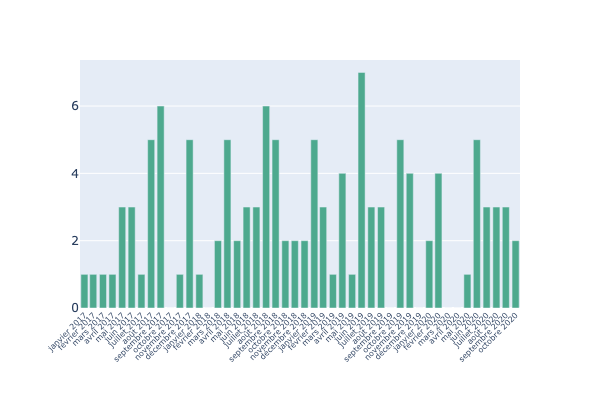 6
4
2
0
janvier 2017
février 2017
mars 2017
avril 2017
mai 2017
juin 2017
juillet 2017
août 2017
septembre 2017
octobre 2017
novembre 2017
décembre 2017
janvier 2018
février 2018
mars 2018
avril 2018
mai 2018
juin 2018
juillet 2018
août 2018
septembre 2018
octobre 2018
novembre 2018
décembre 2018
janvier 2019
février 2019
mars 2019
avril 2019
mai 2019
juin 2019
juillet 2019
août 2019
septembre 2019
octobre 2019
novembre 2019
décembre 2019
janvier 2020
février 2020
mars 2020
avril 2020
mai 2020
juin 2020
juillet 2020
août 2020
septembre 2020
octobre 2020